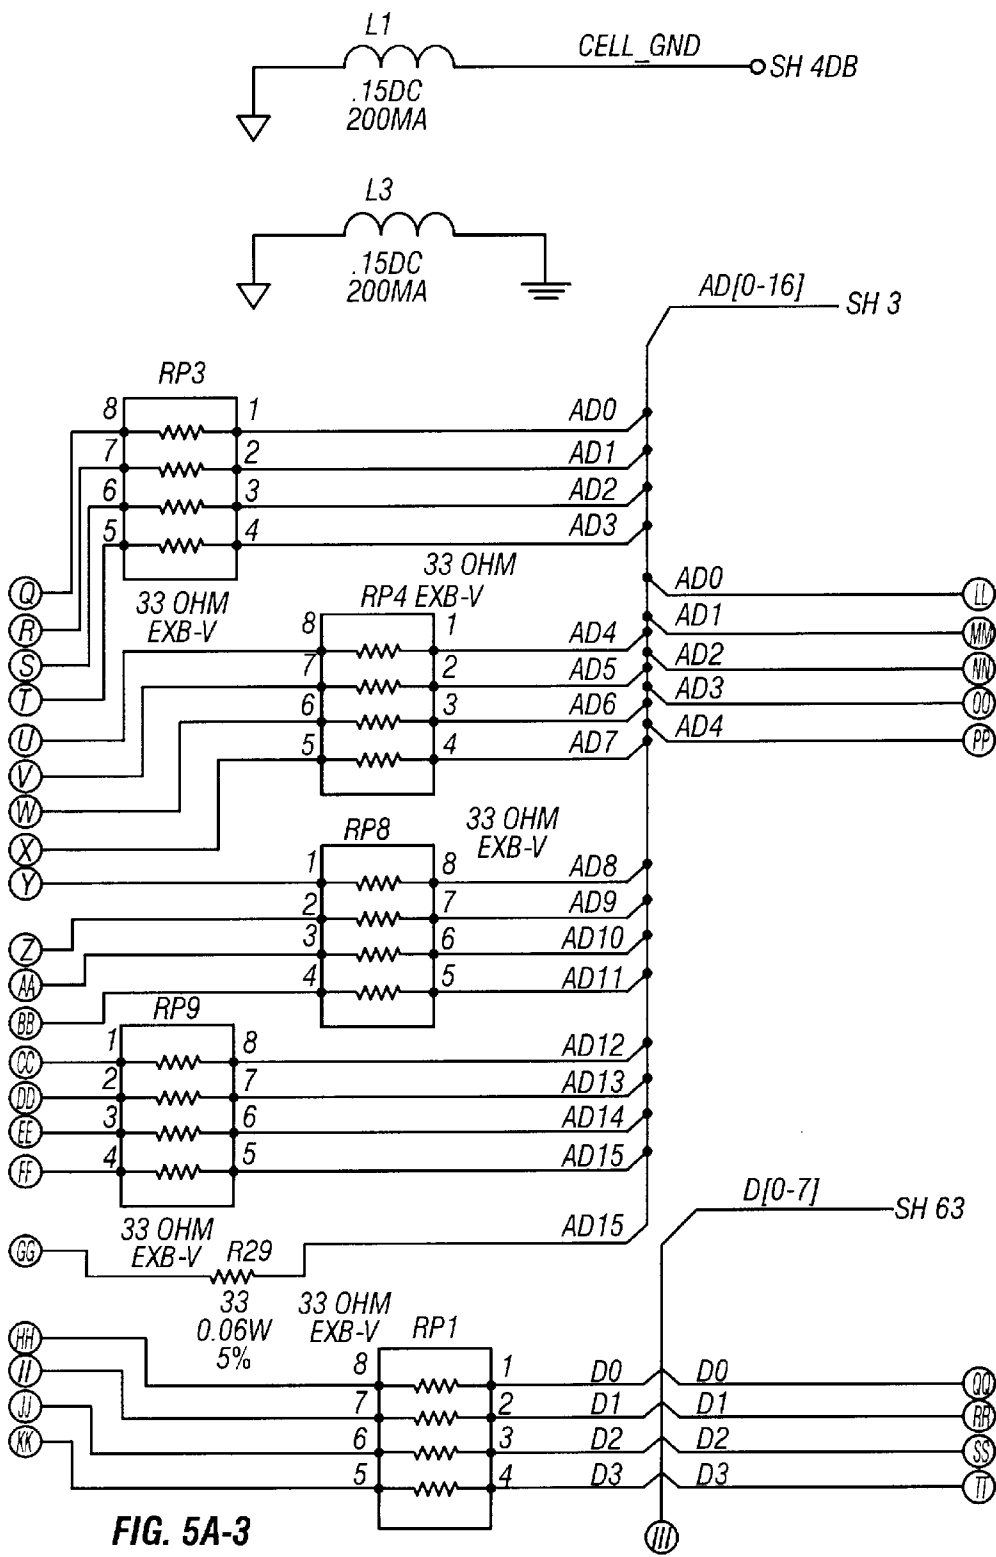 L1
CELL_GND
SH 4DB
.15DC
200MA
L3
.15DC
200MA
AD[0-16]
SH 3
RP3
8 1 AD0
7 2 AD1
6 3 AD2
5 4 AD3
Q
R
S
T
33 OHM
EXB-V
33 OHM
RP4 EXB-V
8 1 AD4
7 2 AD5
6 3 AD6
5 4 AD7
U
V
W
X
Y
AD0 LL
AD1 MM
AD2 NN
AD3 OO
AD4 PP
RP8
33 OHM
EXB-V
1 8 AD8
2 7 AD9
3 6 AD10
4 5 AD11
Z
AA
BB
RP9
CC 1 8 AD12
DD 2 7 AD13
EE 3 6 AD14
FF 4 5 AD15
33 OHM
EXB-V
D[0-7]
SH 63
GG
R29
AD15
33
0.06W
5%
33 OHM
EXB-V
RP1
HH 8 1 D0 D0 QQ
II 7 2 D1 D1 RR
JJ 6 3 D2 D2 SS
KK 5 4 D3 D3 TT
III
FIG. 5A-3